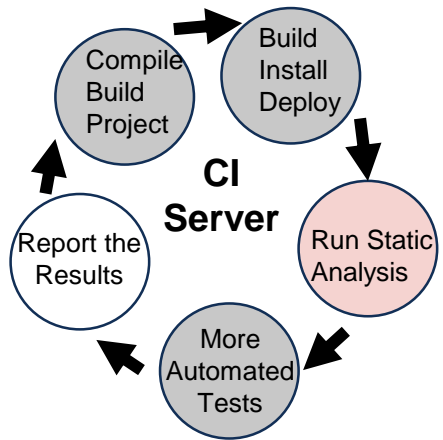 Compile
Build
Project
Build
Install
Deploy
CI
Server
Run Static
Analysis
More
Automated
Tests
Report the
Results